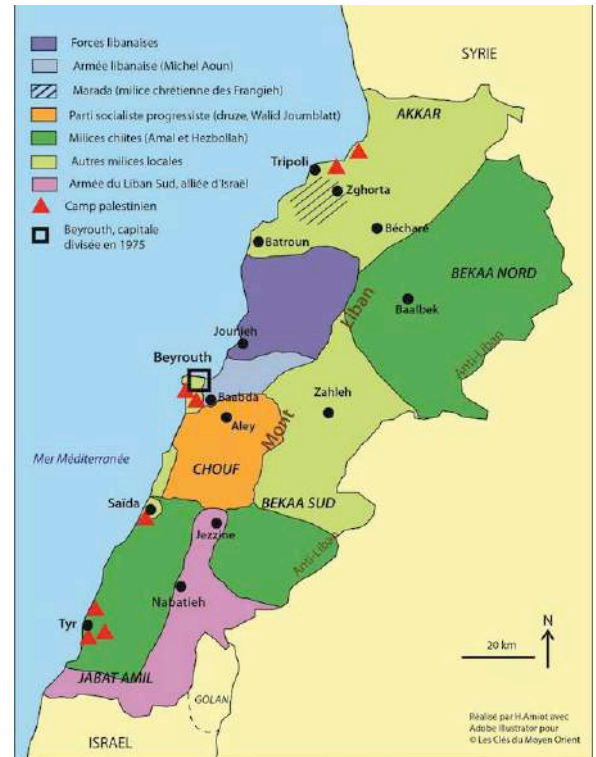 Forces libanaises
Armée libanaise (Michel Aoun)
Marada (milice chrétienne des Frangieh)
Parti socialiste progressiste (druze, Walid Joumblatt)
Milices chiites (Amal et Hezbollah)
Autres milices locales
Armée du Liban Sud, alliée d'Israël
Camp palestinien
Beyrouth, capitale
divisée en 1975
SYRIE
AKKAR
Tripoli
Zghorta
Batroun
Bécharé
BEKAA NORD
Baalbek
Liban
Anti-Liban
Jounieh
Beyrouth
Baabda
Zahleh
Aley
Mont
Mer Méditerranée
CHOUF
BEKAA SUD
Saïda
Jezzine
Anti-Liban
Nabatieh
Tyr
JABAT AMIL
GOLAN
ISRAEL
N
20 km
Réalisé par H.Amiot avec
Adobe Illustrator pour
© Les Clés du Moyen Orient